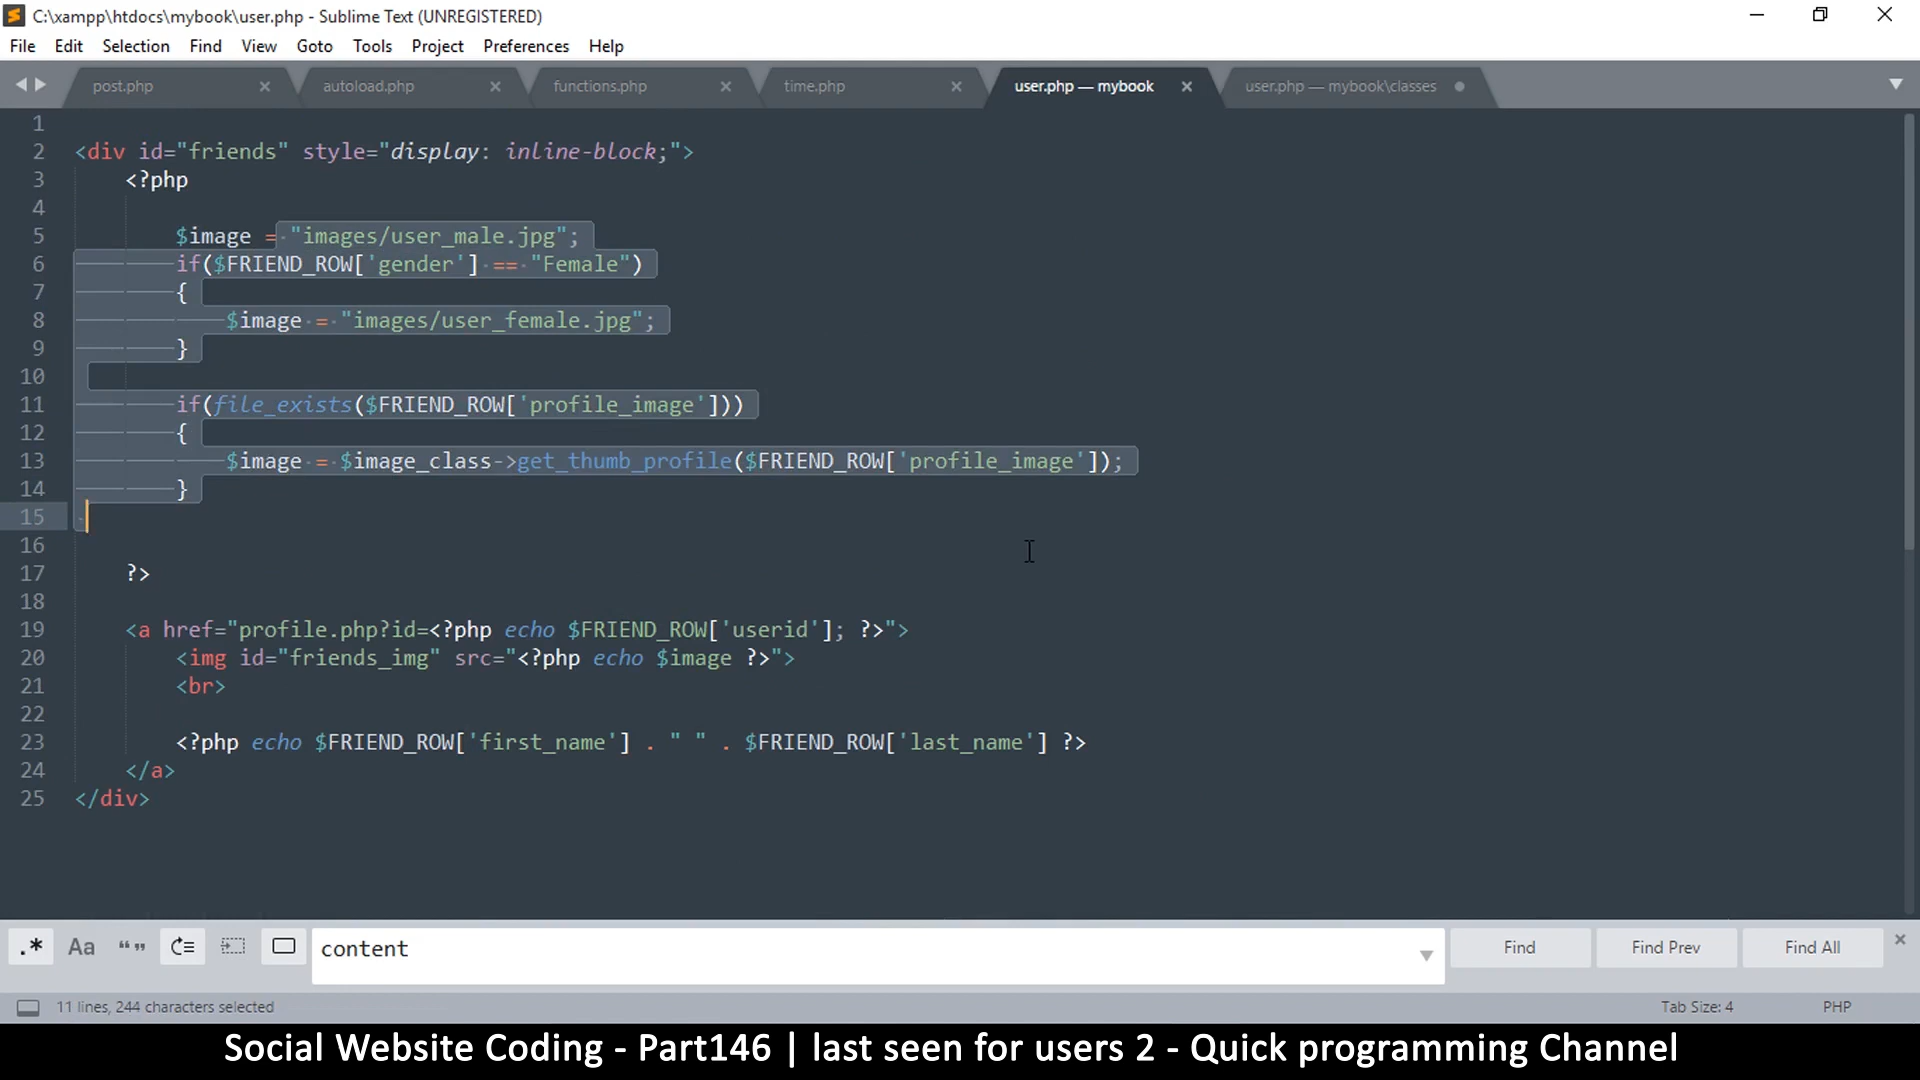 C:\xampp\htdocs\mybook\user.php - Sublime Text (UNREGISTERED)
File Edit Selection Find View Goto Tools Project Preferences Help
post.php autoload.php functions.php time.php user.php — mybook user.php — mybook\classes
1
2 <div id="friends" style="display: inline-block;">
3 <?php
4
5 $image = "images/user_male.jpg";
6 if($FRIEND_ROW['gender'] == "Female")
7 {
8 $image = "images/user_female.jpg";
9 }
10
11 if(file_exists($FRIEND_ROW['profile_image']))
12 {
13 $image = $image_class->get_thumb_profile($FRIEND_ROW['profile_image']);
14 }
15
16
17 ?>
18
19 <a href="profile.php?id=<?php echo $FRIEND_ROW['userid']; ?>">
20 <img id="friends_img" src="<?php echo $image ?>">
21 <br>
22
23 <?php echo $FRIEND_ROW['first_name'] . " " . $FRIEND_ROW['last_name'] ?>
24 </a>
25 </div>
.* Aa “ ” content Find Find Prev Find All
11 lines, 244 characters selected Tab Size: 4 PHP
Social Website Coding - Part146 | last seen for users 2 - Quick programming Channel